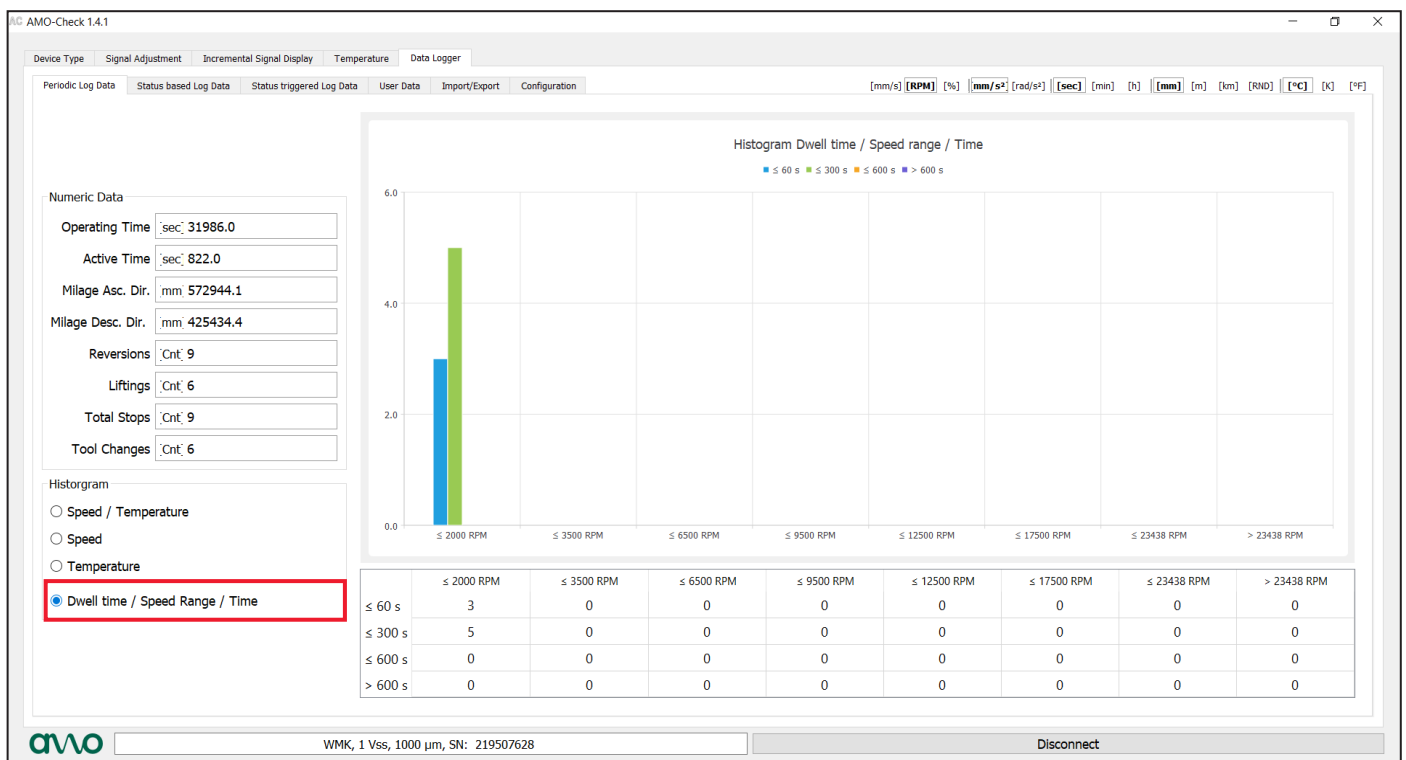 AC AMO-Check 1.4.1
Device Type Signal Adjustment Incremental Signal Display Temperature Data Logger
Periodic Log Data Status based Log Data Status triggered Log Data User Data Import/Export Configuration [mm/s] [RPM] [%] [mm/s²] [rad/s²] [sec] [min] [h] [mm] [m] [km] [RND] [°C] [K] [°F]
Histogram Dwell time / Speed range / Time
≤ 60 s ≤ 300 s ≤ 600 s > 600 s
Numeric Data
Operating Time [sec] 31986.0
Active Time [sec] 822.0
Milage Asc. Dir. [mm] 572944.1
Milage Desc. Dir. [mm] 425434.4
Reversions [Cnt] 9
Liftings [Cnt] 6
Total Stops [Cnt] 9
Tool Changes [Cnt] 6
Historgram
Speed / Temperature
Speed
Temperature
Dwell time / Speed Range / Time
6.0
4.0
2.0
0.0
≤ 2000 RPM ≤ 3500 RPM ≤ 6500 RPM ≤ 9500 RPM ≤ 12500 RPM ≤ 17500 RPM ≤ 23438 RPM > 23438 RPM
≤ 2000 RPM ≤ 3500 RPM ≤ 6500 RPM ≤ 9500 RPM ≤ 12500 RPM ≤ 17500 RPM ≤ 23438 RPM > 23438 RPM
≤ 60 s 3 0 0 0 0 0 0 0
≤ 300 s 5 0 0 0 0 0 0 0
≤ 600 s 0 0 0 0 0 0 0 0
> 600 s 0 0 0 0 0 0 0 0
amo WMK, 1 Vss, 1000 µm, SN: 219507628 Disconnect